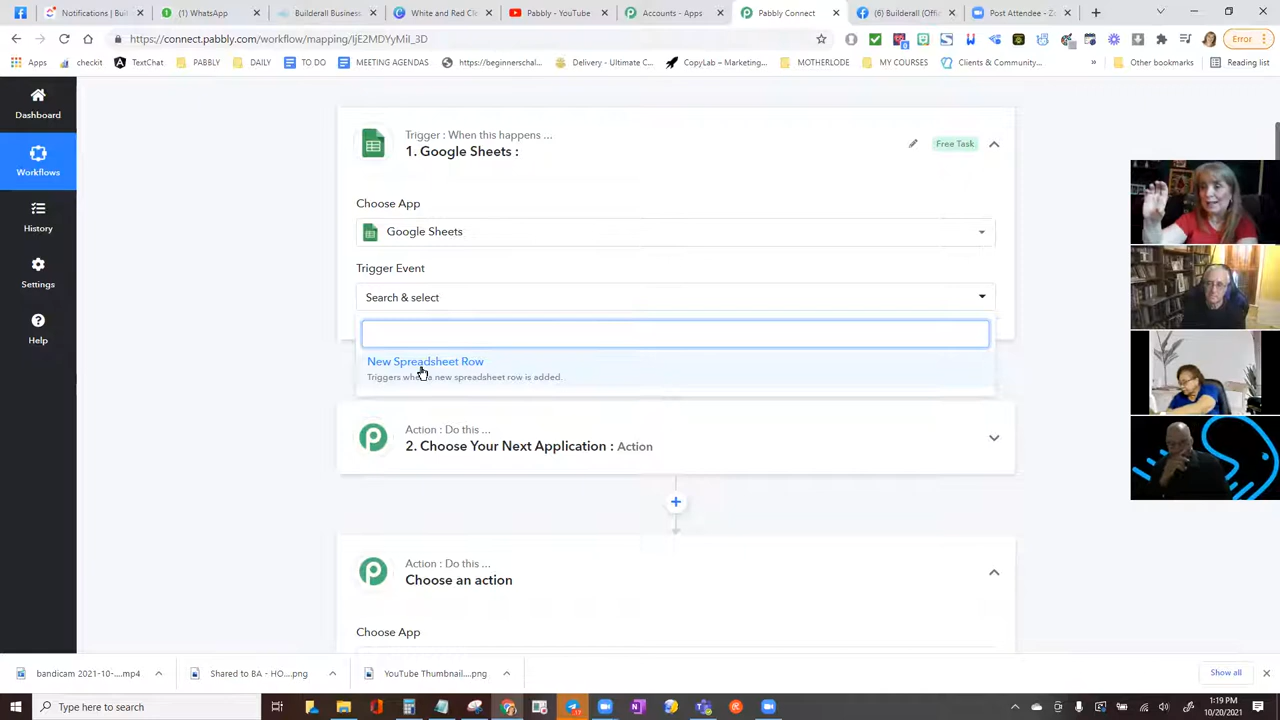 Notifications | Buil
(1) WhatsApp
Builderall Business
White and Red Cl
Pabbly - YouTube
Accounts - Apps
Pabbly Connect
(6) Builderall (Offi
Post Attendee - Z
https://connect.pabbly.com/workflow/mapping/IjE2MDYyMil_3D
Error
Apps
checkit
TextChat
PABBLY
DAILY
TO DO
MEETING AGENDAS
https://beginnerschal...
Delivery - Ultimate C...
CopyLab – Marketing...
MOTHERLODE
MY COURSES
Clients & Community...
»
Other bookmarks
Reading list
Dashboard
Workflows
History
Settings
Help
Trigger : When this happens ...
1. Google Sheets :
Free Task
Choose App
Google Sheets
Trigger Event
Search & select
New Spreadsheet Row
Triggers when a new spreadsheet row is added.
Action : Do this ...
2. Choose Your Next Application : Action
Action : Do this ...
Choose an action
Choose App
bandicam 2021-10-....mp4
Shared to BA - HO....png
YouTube Thumbnail....png
Show all
Type here to search
1:19 PM
10/20/2021